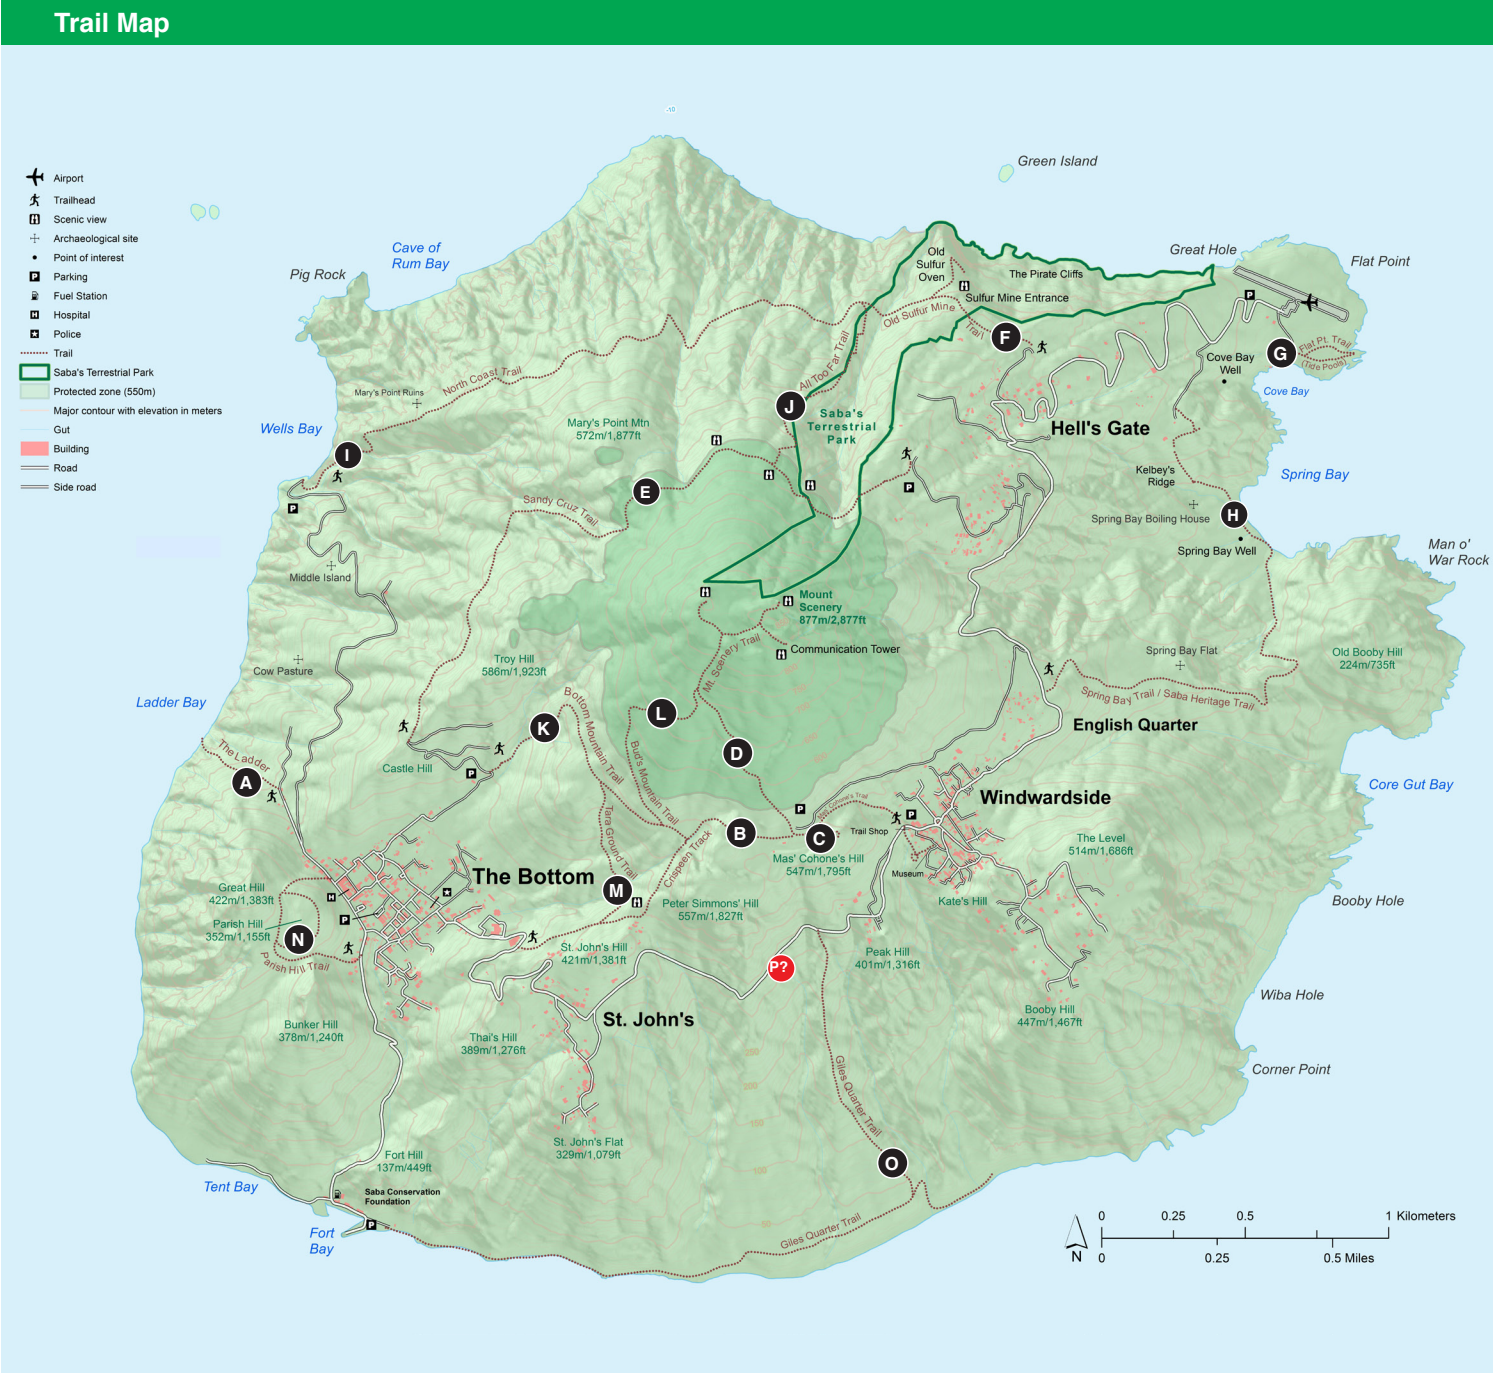 Trail Map
-10
Green Island
Airport
Trailhead
Scenic view
Archaeological site
Point of interest
P
Parking
Fuel Station
H
Hospital
Police
Trail
Saba's Terrestrial Park
Protected zone (550m)
Major contour with elevation in meters
Gut
Building
Road
Side road
Cave of
Rum Bay
Pig Rock
Great Hole
Flat Point
Old
Sulfur
Oven
The Pirate Cliffs
Sulfur Mine Entrance
Old Sulfur Mine
Trail
F
P
G
Flat Pt. Trail
(Tide Pools)
Cove Bay
Well
Cove Bay
North Coast Trail
Mary's Point Ruins
All Too Far Trail
J
Saba's
Terrestrial
Park
Mary's Point Mtn
572m/1,877ft
Hell's Gate
Wells Bay
I
P
E
Sandy Cruz Trail
P
Kelbey's
Ridge
Spring Bay
Spring Bay Boiling House
H
Spring Bay Well
Man o'
War Rock
Middle Island
Mount
Scenery
877m/2,877ft
Communication Tower
Mt. Scenery Trail
Cow Pasture
Troy Hill
586m/1,923ft
Spring Bay Flat
Old Booby Hill
224m/735ft
Spring Bay Trail / Saba Heritage Trail
English Quarter
Ladder Bay
The Ladder
A
Castle Hill
P
K
Bottom Mountain Trail
L
Bud's Mountain Trail
D
Core Gut Bay
Windwardside
P
Mas' Cohone's Trail
P
Trail Shop
Museum
B
C
Mas' Cohone's Hill
547m/1,795ft
The Level
514m/1,686ft
Tara Ground Trail
Crispeen Track
The Bottom
M
Great Hill
422m/1,383ft
H
P
Parish Hill
352m/1,155ft
N
Parish Hill Trail
Peter Simmons' Hill
557m/1,827ft
Kate's Hill
Booby Hole
St. John's Hill
421m/1,381ft
P?
Peak Hill
401m/1,316ft
Wiba Hole
Booby Hill
447m/1,467ft
St. John's
Bunker Hill
378m/1,240ft
Thai's Hill
389m/1,276ft
200
150
100
50
Corner Point
Giles Quarter Trail
O
St. John's Flat
329m/1,079ft
Fort Hill
137m/449ft
Tent Bay
Saba Conservation
Foundation
P
Fort
Bay
Giles Quarter Trail
N
0 0.25 0.5 1 Kilometers
0 0.25 0.5 Miles